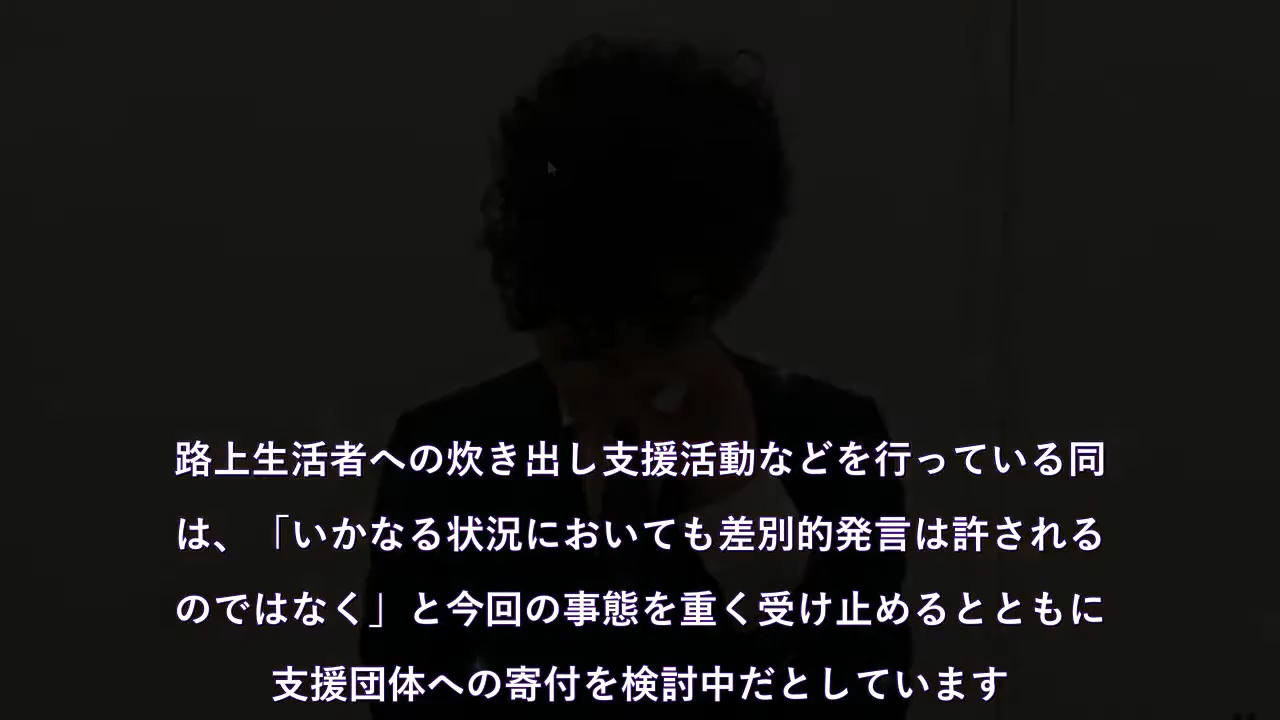 路上生活者への炊き出し支援活動などを行っている同
は、「いかなる状況においても差別的発言は許される
のではなく」と今回の事態を重く受け止めるとともに
支援団体への寄付を検討中だとしています